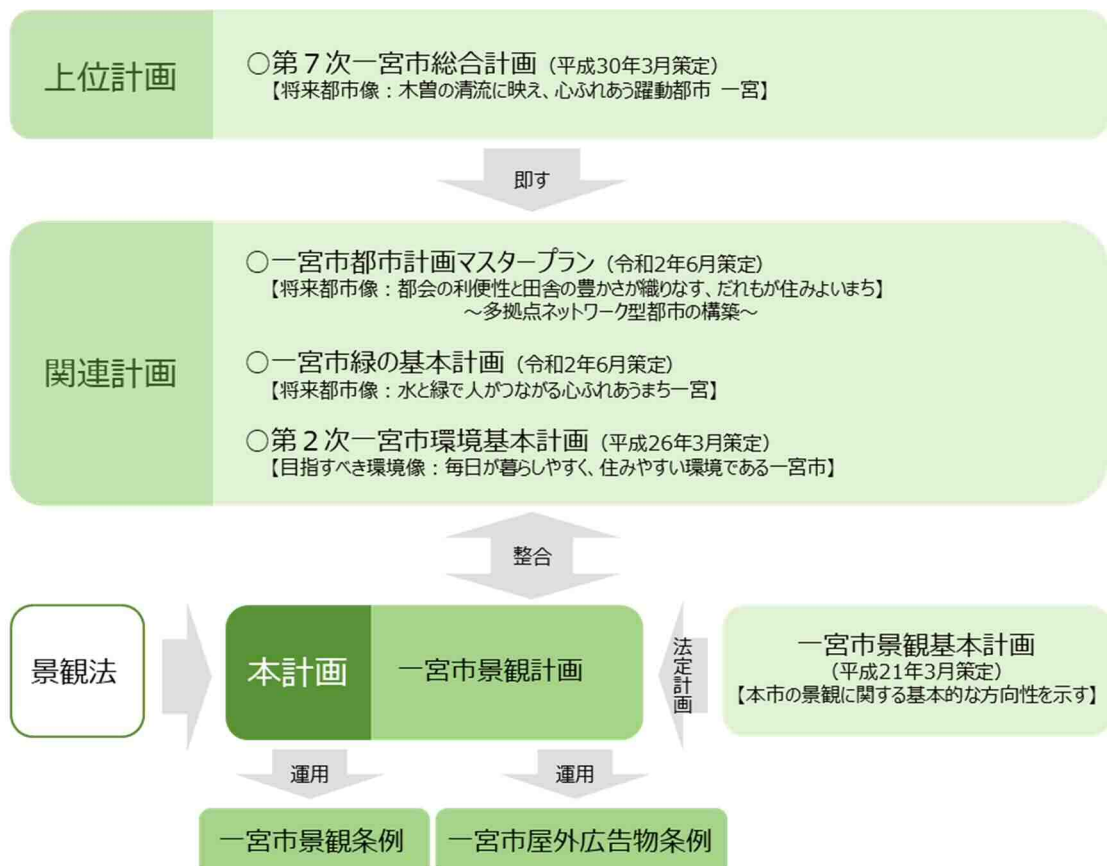 上位計画
○第７次一宮市総合計画（平成30年3月策定）
【将来都市像：木曽の清流に映え、心ふれあう躍動都市 一宮】
即す
関連計画
○一宮市都市計画マスタープラン（令和2年6月策定）
【将来都市像：都会の利便性と田舎の豊かさが織りなす、だれもが住みよいまち】
～多拠点ネットワーク型都市の構築～
○一宮市緑の基本計画（令和2年6月策定）
【将来都市像：水と緑で人がつながる心ふれあうまち一宮】
○第２次一宮市環境基本計画（平成26年3月策定）
【目指すべき環境像：毎日が暮らしやすく、住みやすい環境である一宮市】
整合
景観法
本計画
一宮市景観計画
法定計画
一宮市景観基本計画
（平成21年3月策定）
【本市の景観に関する基本的な方向性を示す】
運用
運用
一宮市景観条例
一宮市屋外広告物条例